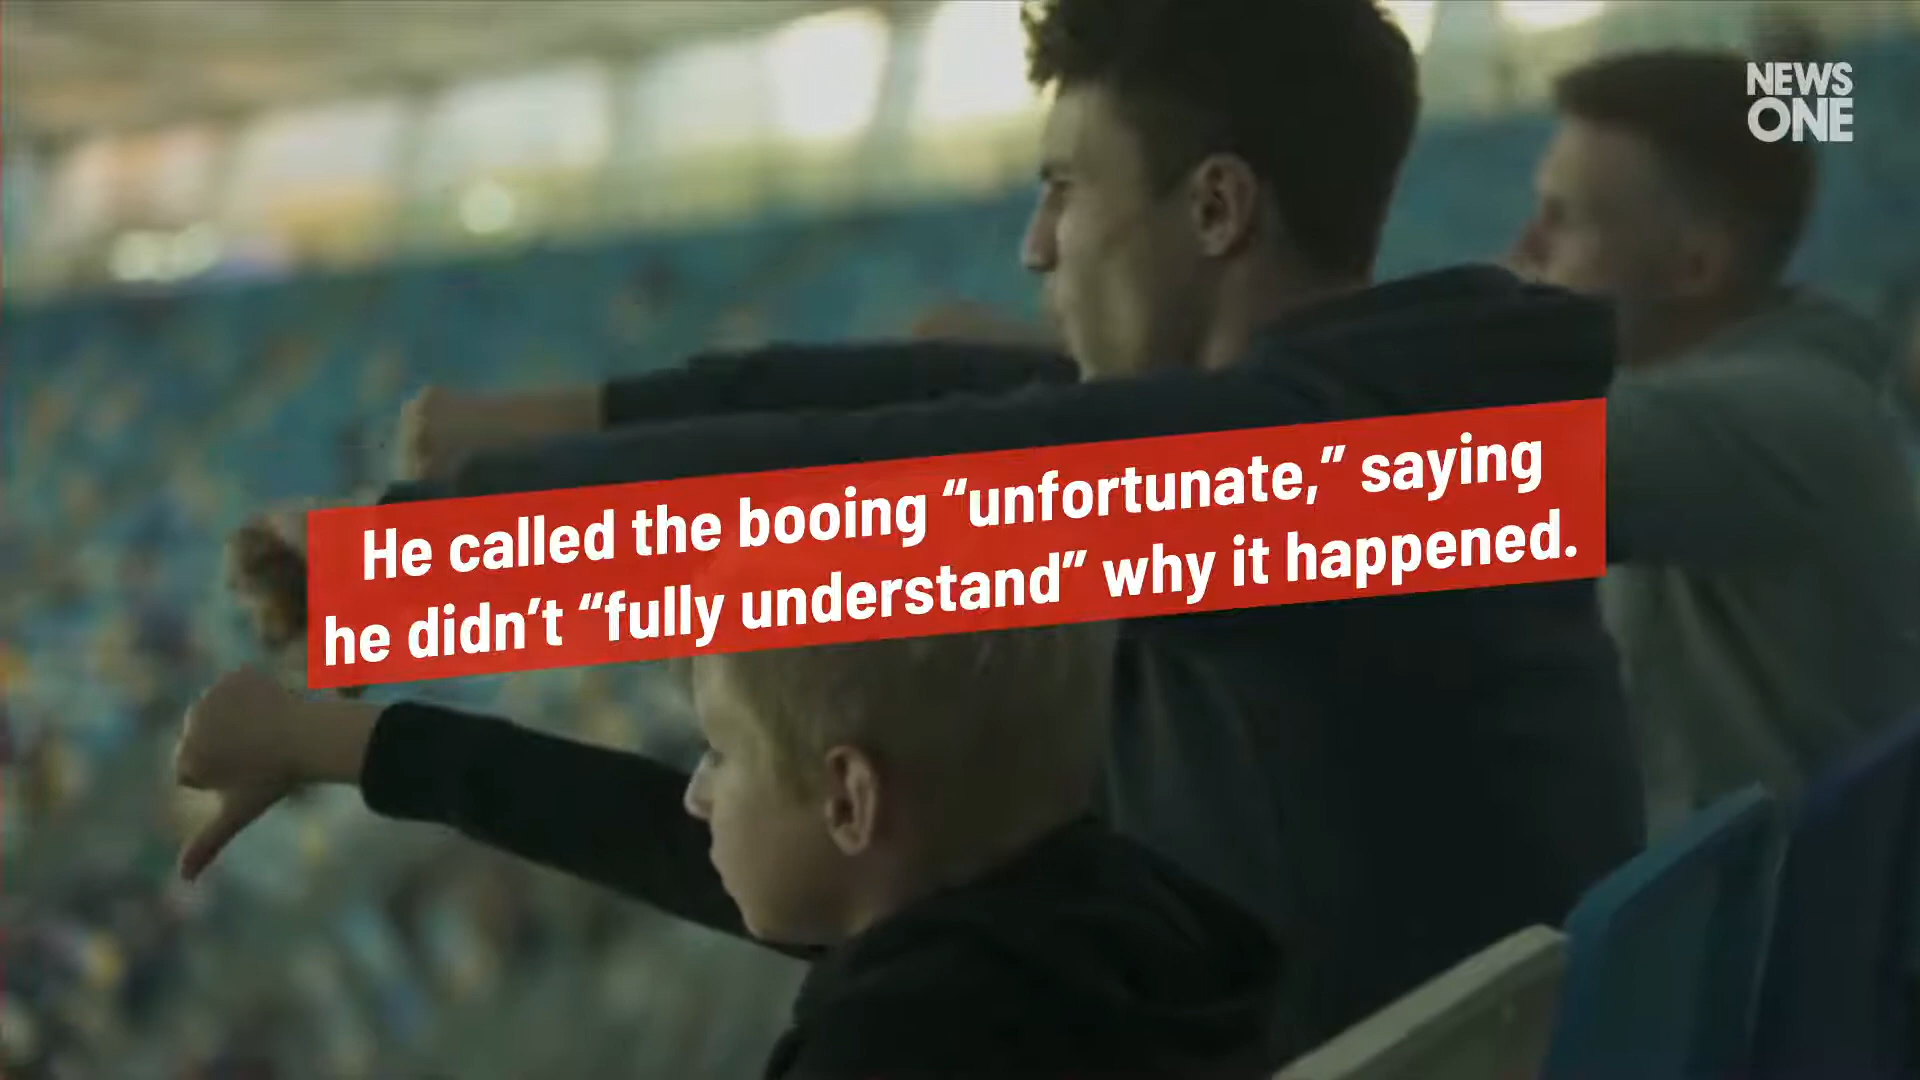 NEWS
ONE
He called the booing “unfortunate,” saying
he didn’t “fully understand” why it happened.